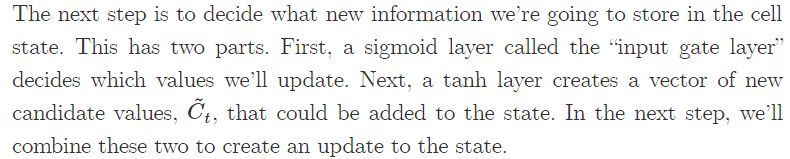 The next step is to decide what new information we’re going to store in the cell
state. This has two parts. First, a sigmoid layer called the “input gate layer”
decides which values we’ll update. Next, a tanh layer creates a vector of new
candidate values, C̃ₜ, that could be added to the state. In the next step, we’ll
combine these two to create an update to the state.